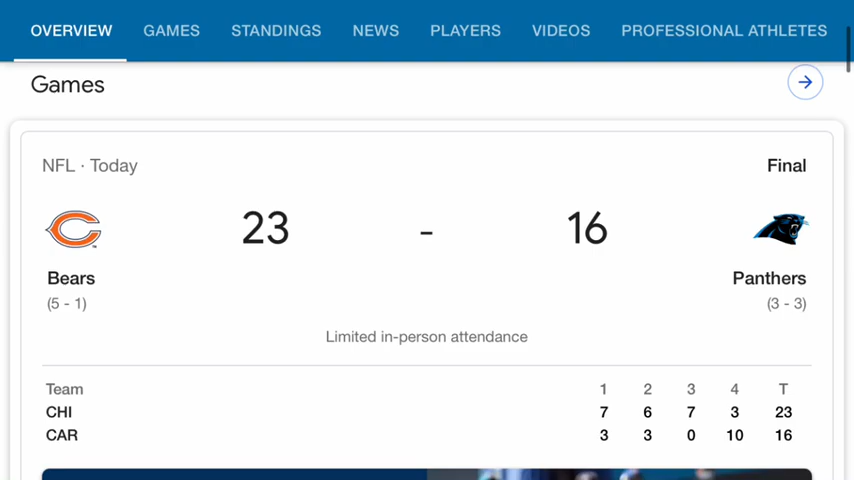 OVERVIEW GAMES STANDINGS NEWS PLAYERS VIDEOS PROFESSIONAL ATHLETES
Games
NFL · Today Final
23 - 16
Bears Panthers
(5 - 1) (3 - 3)
Limited in-person attendance
Team 1 2 3 4 T
CHI 7 6 7 3 23
CAR 3 3 0 10 16